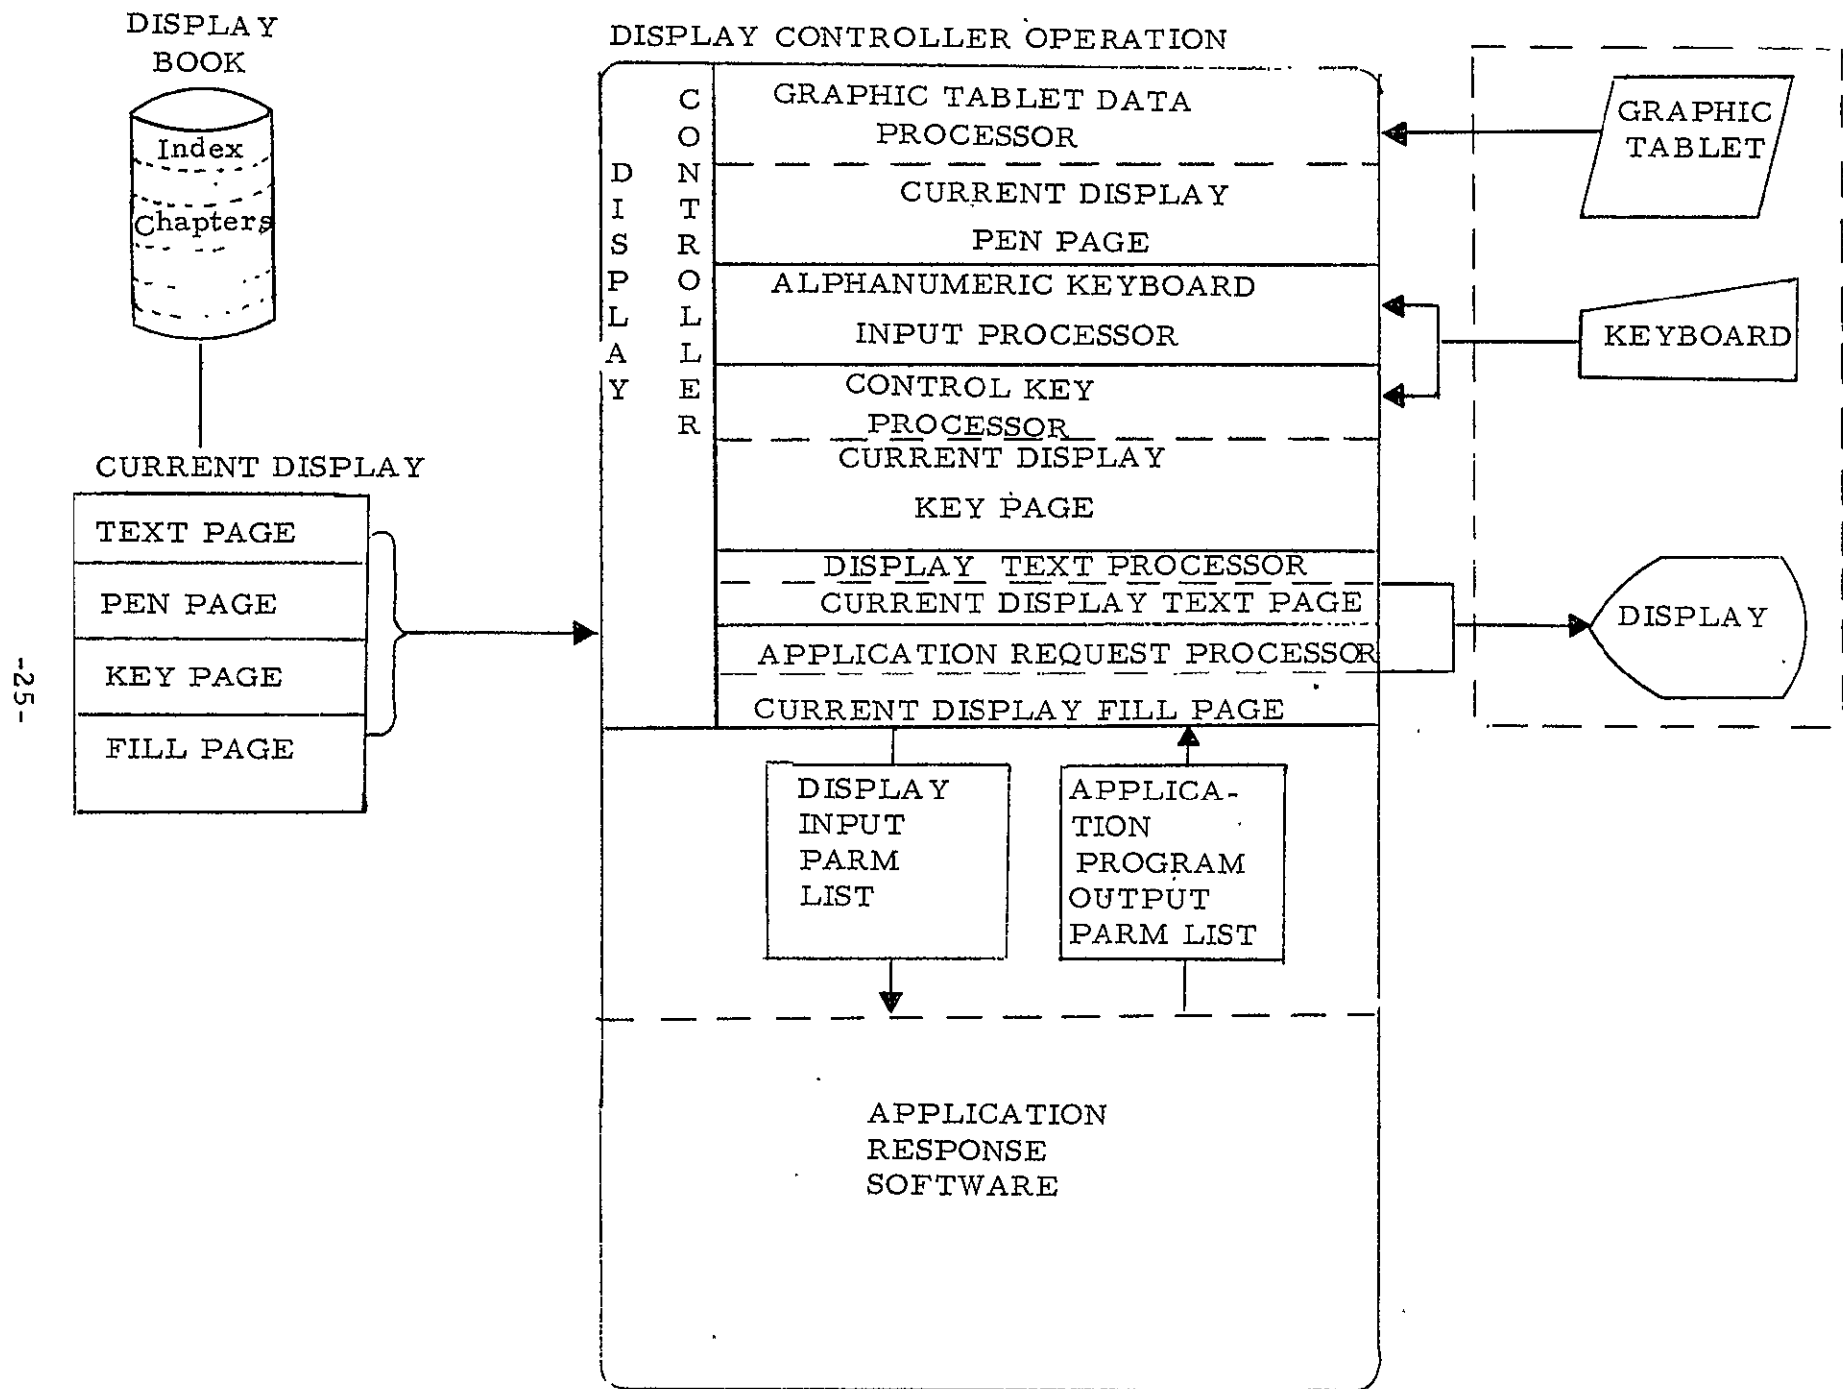 DISPLAY
BOOK
Index
Chapters
CURRENT DISPLAY
TEXT PAGE
PEN PAGE
KEY PAGE
FILL PAGE
-25-
DISPLAY CONTROLLER OPERATION
DISPLAY
CONTROLLER
GRAPHIC TABLET DATA
PROCESSOR
CURRENT DISPLAY
PEN PAGE
ALPHANUMERIC KEYBOARD
INPUT PROCESSOR
CONTROL KEY
PROCESSOR
CURRENT DISPLAY
KEY PAGE
DISPLAY TEXT PROCESSOR
CURRENT DISPLAY TEXT PAGE
APPLICATION REQUEST PROCESSOR
CURRENT DISPLAY FILL PAGE
DISPLAY
INPUT
PARM
LIST
APPLICA-
TION
PROGRAM
OUTPUT
PARM LIST
APPLICATION
RESPONSE
SOFTWARE
GRAPHIC
TABLET
KEYBOARD
DISPLAY